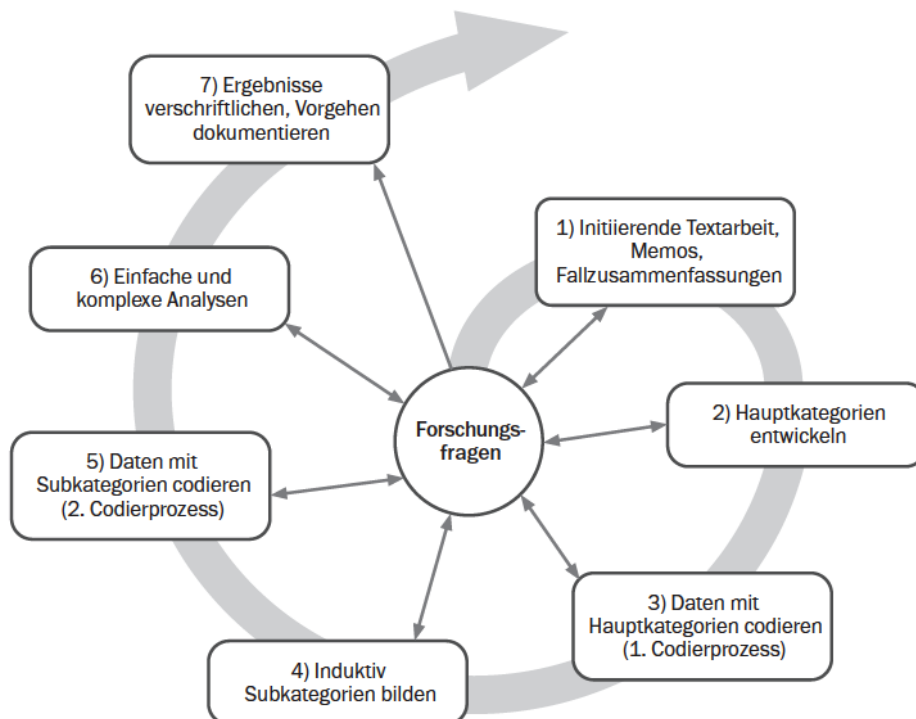 7) Ergebnisse
verschriftlichen, Vorgehen
dokumentieren
1) Initiierende Textarbeit,
Memos,
Fallzusammenfassungen
6) Einfache und
komplexe Analysen
2) Hauptkategorien
entwickeln
Forschungs-
fragen
5) Daten mit
Subkategorien codieren
(2. Codierprozess)
3) Daten mit
Hauptkategorien codieren
(1. Codierprozess)
4) Induktiv
Subkategorien bilden